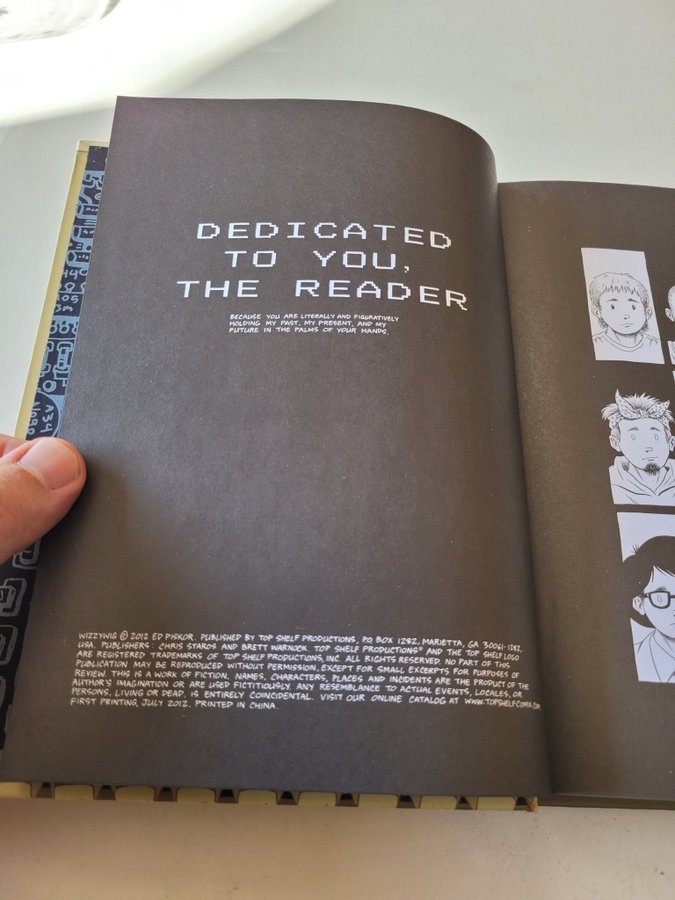 DEDICATED
TO YOU,
THE READER
BECAUSE YOU ARE LITERALLY AND FIGURATIVELY
HOLDING MY PAST, MY PRESENT, AND MY
FUTURE IN THE PALMS OF YOUR HANDS.
WIZZYWIG © 2012 ED PISKOR. PUBLISHED BY TOP SHELF PRODUCTIONS, P.O. BOX 1282, MARIETTA, GA 30061-1282,
USA. PUBLISHERS: CHRIS STAROS AND BRETT WARNOCK. TOP SHELF PRODUCTIONS® AND THE TOP SHELF LOGO
ARE REGISTERED TRADEMARKS OF TOP SHELF PRODUCTIONS, INC. ALL RIGHTS RESERVED. NO PART OF THIS
PUBLICATION MAY BE REPRODUCED WITHOUT PERMISSION, EXCEPT FOR SMALL EXCERPTS FOR PURPOSES OF
REVIEW. THIS IS A WORK OF FICTION. NAMES, CHARACTERS, PLACES AND INCIDENTS ARE THE PRODUCT OF THE
AUTHOR'S IMAGINATION OR ARE USED FICTITIOUSLY. ANY RESEMBLANCE TO ACTUAL EVENTS, LOCALES, OR
PERSONS, LIVING OR DEAD, IS ENTIRELY COINCIDENTAL. VISIT OUR ONLINE CATALOG AT WWW.TOPSHELFCOMIX.COM
FIRST PRINTING, JULY 2012. PRINTED IN CHINA.